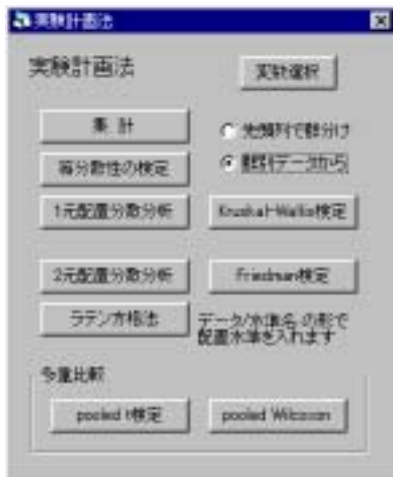 実験計画法
実験計画法
変数選択
集計
先頭列で群分け
等分散性の検定
群別データから
1元配置分散分析
Kruskal-Wallis検定
2元配置分散分析
Friedman検定
ラテン方格法
データ/水準名 の形で
配置水準を入れます
多重比較
pooled t検定
pooled Wilcoxon